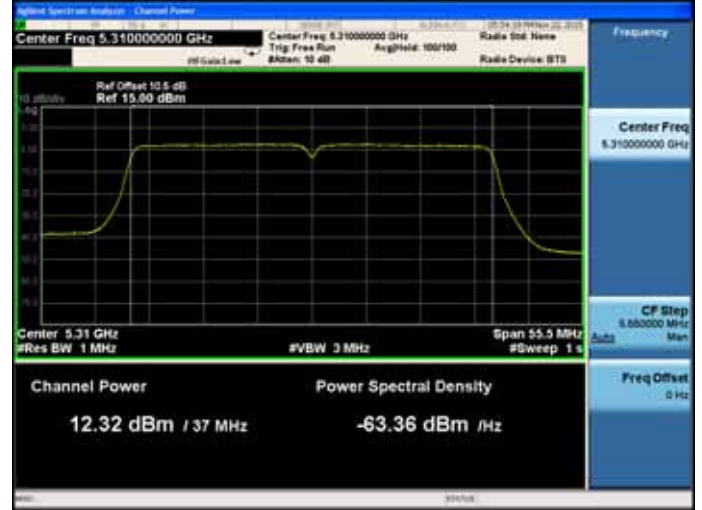 Agilent Spectrum Analyzer - Channel Power
Center Freq 5.310000000 GHz
Center Freq: 5.310000000 GHz
Trig: Free Run
Avg|Hold: 100/100
#Atten: 10 dB
Radio Std: None
Radio Device: BTS
Ref Offset 10.5 dB
10 dB/div
Ref 15.00 dBm
Log
Center 5.31 GHz
Span 55.5 MHz
#Res BW 1 MHz
#VBW 3 MHz
#Sweep 1 s
Channel Power
Power Spectral Density
12.32 dBm / 37 MHz
-63.36 dBm /Hz
Frequency
Center Freq
5.310000000 GHz
CF Step
Auto
Man
Freq Offset
0 Hz
MSG
STATUS